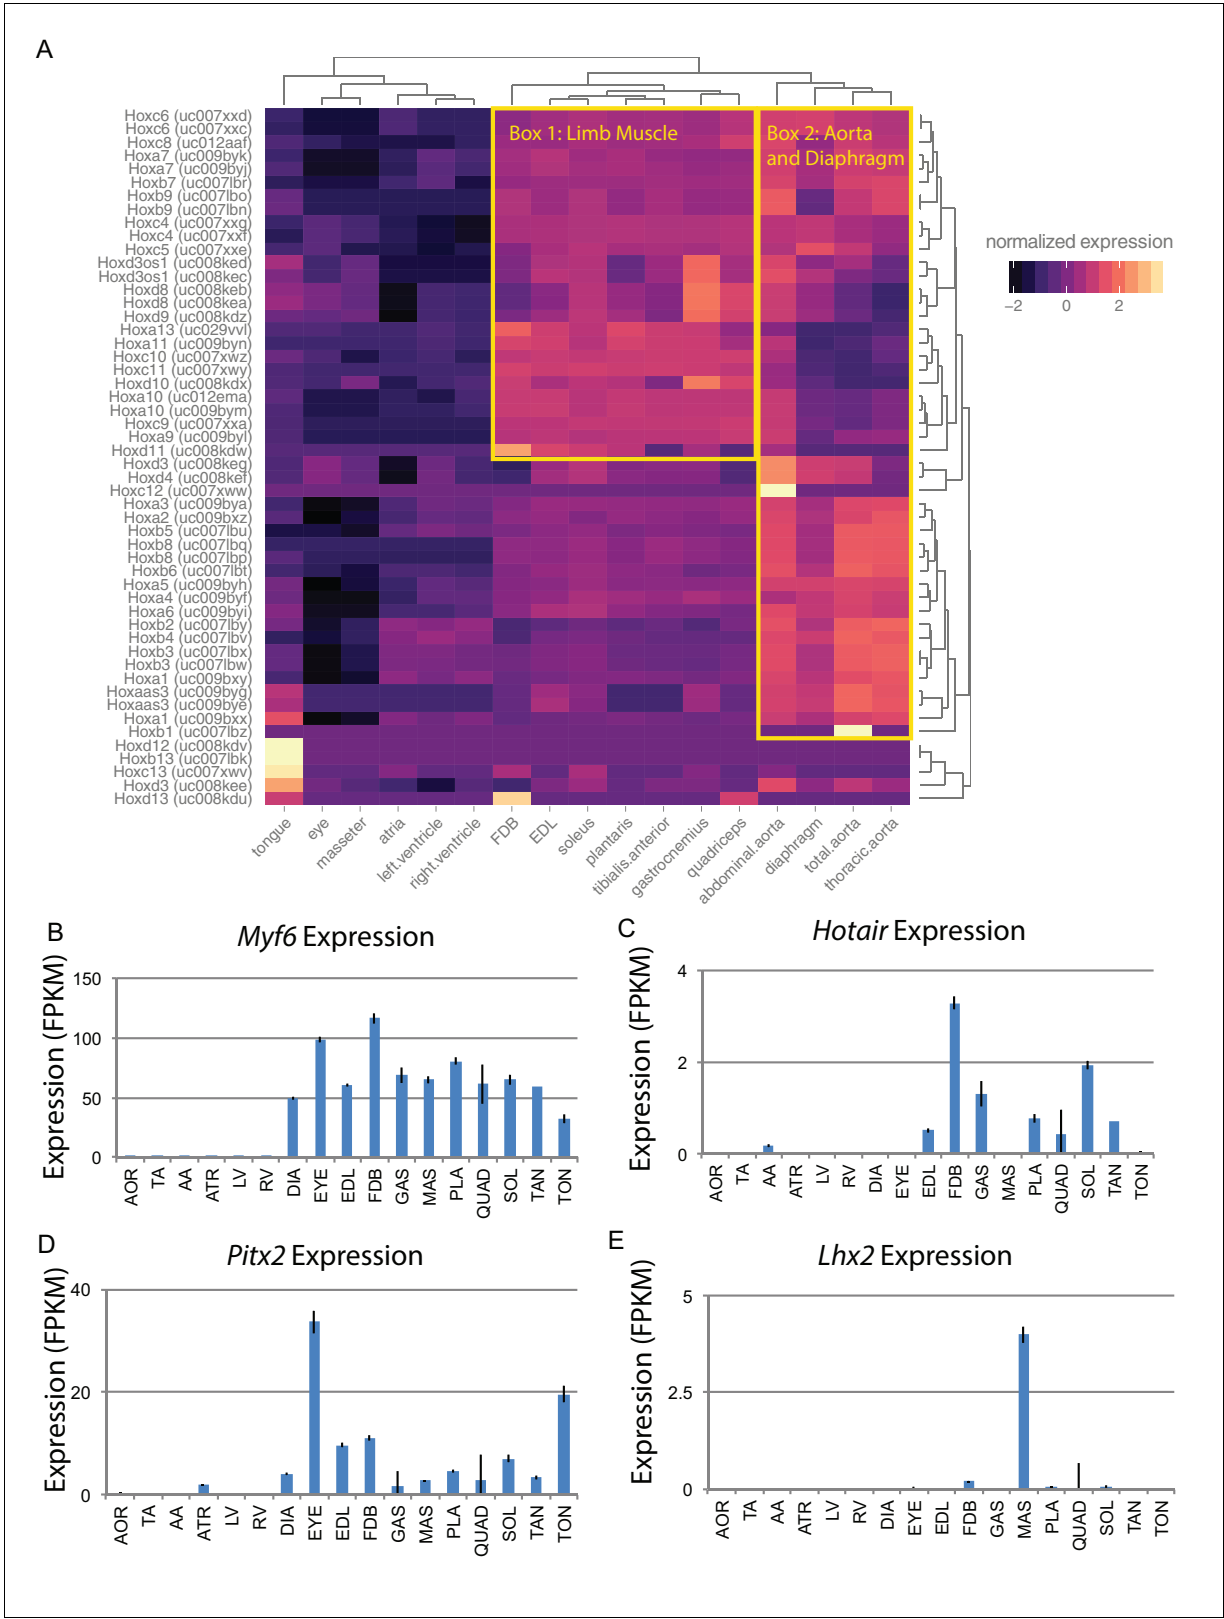 A
Box 1: Limb Muscle
Box 2: Aorta
and Diaphragm
Hoxc6 (uc007xxd)
Hoxc6 (uc007xxc)
Hoxc8 (uc012aaf)
Hoxa7 (uc009byk)
Hoxa7 (uc009byj)
Hoxb7 (uc007lbr)
Hoxb9 (uc007lbo)
Hoxb9 (uc007lbn)
Hoxc4 (uc007xxg)
Hoxc4 (uc007xxf)
Hoxc5 (uc007xxe)
Hoxd3os1 (uc008ked)
Hoxd3os1 (uc008kec)
Hoxd8 (uc008keb)
Hoxd8 (uc008kea)
Hoxd9 (uc008kdz)
Hoxa13 (uc029vvl)
Hoxa11 (uc009byn)
Hoxc10 (uc007xwz)
Hoxc11 (uc007xwy)
Hoxd10 (uc008kdx)
Hoxa10 (uc012ema)
Hoxa10 (uc009bym)
Hoxc9 (uc007xxa)
Hoxa9 (uc009byl)
Hoxd11 (uc008kdw)
Hoxd3 (uc008keg)
Hoxd4 (uc008kef)
Hoxc12 (uc007xww)
Hoxa3 (uc009bya)
Hoxa2 (uc009bxz)
Hoxb5 (uc007lbu)
Hoxb8 (uc007lbq)
Hoxb8 (uc007lbp)
Hoxb6 (uc007lbt)
Hoxa5 (uc009byh)
Hoxa4 (uc009byf)
Hoxa6 (uc009byi)
Hoxb2 (uc007lby)
Hoxb4 (uc007lbv)
Hoxb3 (uc007lbx)
Hoxb3 (uc007lbw)
Hoxa1 (uc009bxy)
Hoxaas3 (uc009byg)
Hoxaas3 (uc009bye)
Hoxa1 (uc009bxx)
Hoxb1 (uc007lbz)
Hoxd12 (uc008kdv)
Hoxb13 (uc007lbk)
Hoxc13 (uc007xwv)
Hoxd3 (uc008kee)
Hoxd13 (uc008kdu)
normalized expression
−2 0 2
tongue
eye
masseter
atria
left.ventricle
right.ventricle
FDB
EDL
soleus
plantaris
tibialis.anterior
gastrocnemius
quadriceps
abdominal.aorta
diaphragm
total.aorta
thoracic.aorta
B
Myf6 Expression
Expression (FPKM)
150
100
50
0
AOR TA AA ATR LV RV DIA EYE EDL FDB GAS MAS PLA QUAD SOL TAN TON
C
Hotair Expression
Expression (FPKM)
4
2
0
AOR TA AA ATR LV RV DIA EYE EDL FDB GAS MAS PLA QUAD SOL TAN TON
D
Pitx2 Expression
Expression (FPKM)
40
20
0
AOR TA AA ATR LV RV DIA EYE EDL FDB GAS MAS PLA QUAD SOL TAN TON
E
Lhx2 Expression
Expression (FPKM)
5
2.5
0
AOR TA AA ATR LV RV DIA EYE EDL FDB GAS MAS PLA QUAD SOL TAN TON